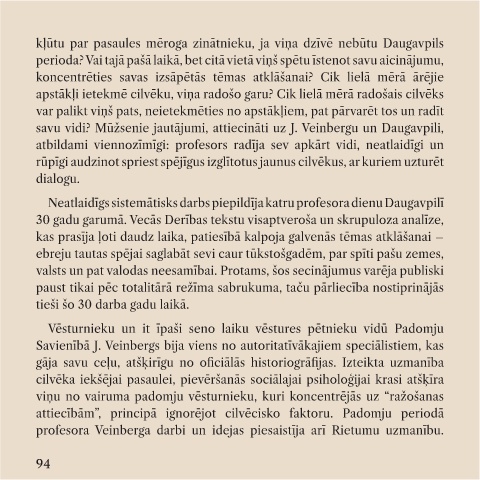 kļūtu par pasaules mēroga zinātnieku, ja viņa dzīvē nebūtu Daugavpils
perioda? Vai tajā pašā laikā, bet citā vietā viņš spētu īstenot savu aicinājumu,
koncentrēties savas izsāpētās tēmas atklāšanai? Cik lielā mērā ārējie
apstākļi ietekmē cilvēku, viņa radošo garu? Cik lielā mērā radošais cilvēks
var palikt viņš pats, neietekmēties no apstākļiem, pat pārvarēt tos un radīt
savu vidi? Mūžsenie jautājumi, attiecināti uz J. Veinbergu un Daugavpili,
atbildami viennozīmīgi: profesors radīja sev apkārt vidi, neatlaidīgi un
rūpīgi audzinot spriest spējīgus izglītotus jaunus cilvēkus, ar kuriem uzturēt
dialogu.
Neatlaidīgs sistemātisks darbs piepildīja katru profesora dienu Daugavpilī
30 gadu garumā. Vecās Derības tekstu visaptveroša un skrupuloza analīze,
kas prasīja ļoti daudz laika, patiesībā kalpoja galvenās tēmas atklāšanai –
ebreju tautas spējai saglabāt sevi caur tūkstošgadēm, par spīti pašu zemes,
valsts un pat valodas neesamībai. Protams, šos secinājumus varēja publiski
paust tikai pēc totalitārā režīma sabrukuma, taču pārliecība nostiprinājās
tieši šo 30 darba gadu laikā.
Vēsturnieku un it īpaši seno laiku vēstures pētnieku vidū Padomju
Savienībā J. Veinbergs bija viens no autoritatīvākajiem speciālistiem, kas
gāja savu ceļu, atšķirīgu no oficiālās historiogrāfijas. Izteikta uzmanība
cilvēka iekšējai pasaulei, pievēršanās sociālajai psiholoģijai krasi atšķīra
viņu no vairuma padomju vēsturnieku, kuri koncentrējās uz “ražošanas
attiecībām”, principā ignorējot cilvēcisko faktoru. Padomju periodā
profesora Veinberga darbi un idejas piesaistīja arī Rietumu uzmanību.
94